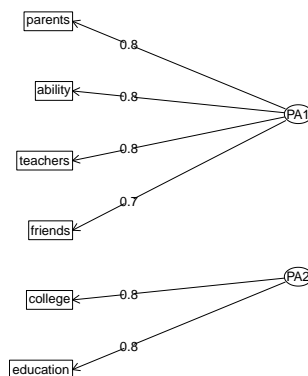 parents
0.8
ability
0.8
PA1
teachers
0.8
0.7
friends
PA2
college
0.8
0.8
education